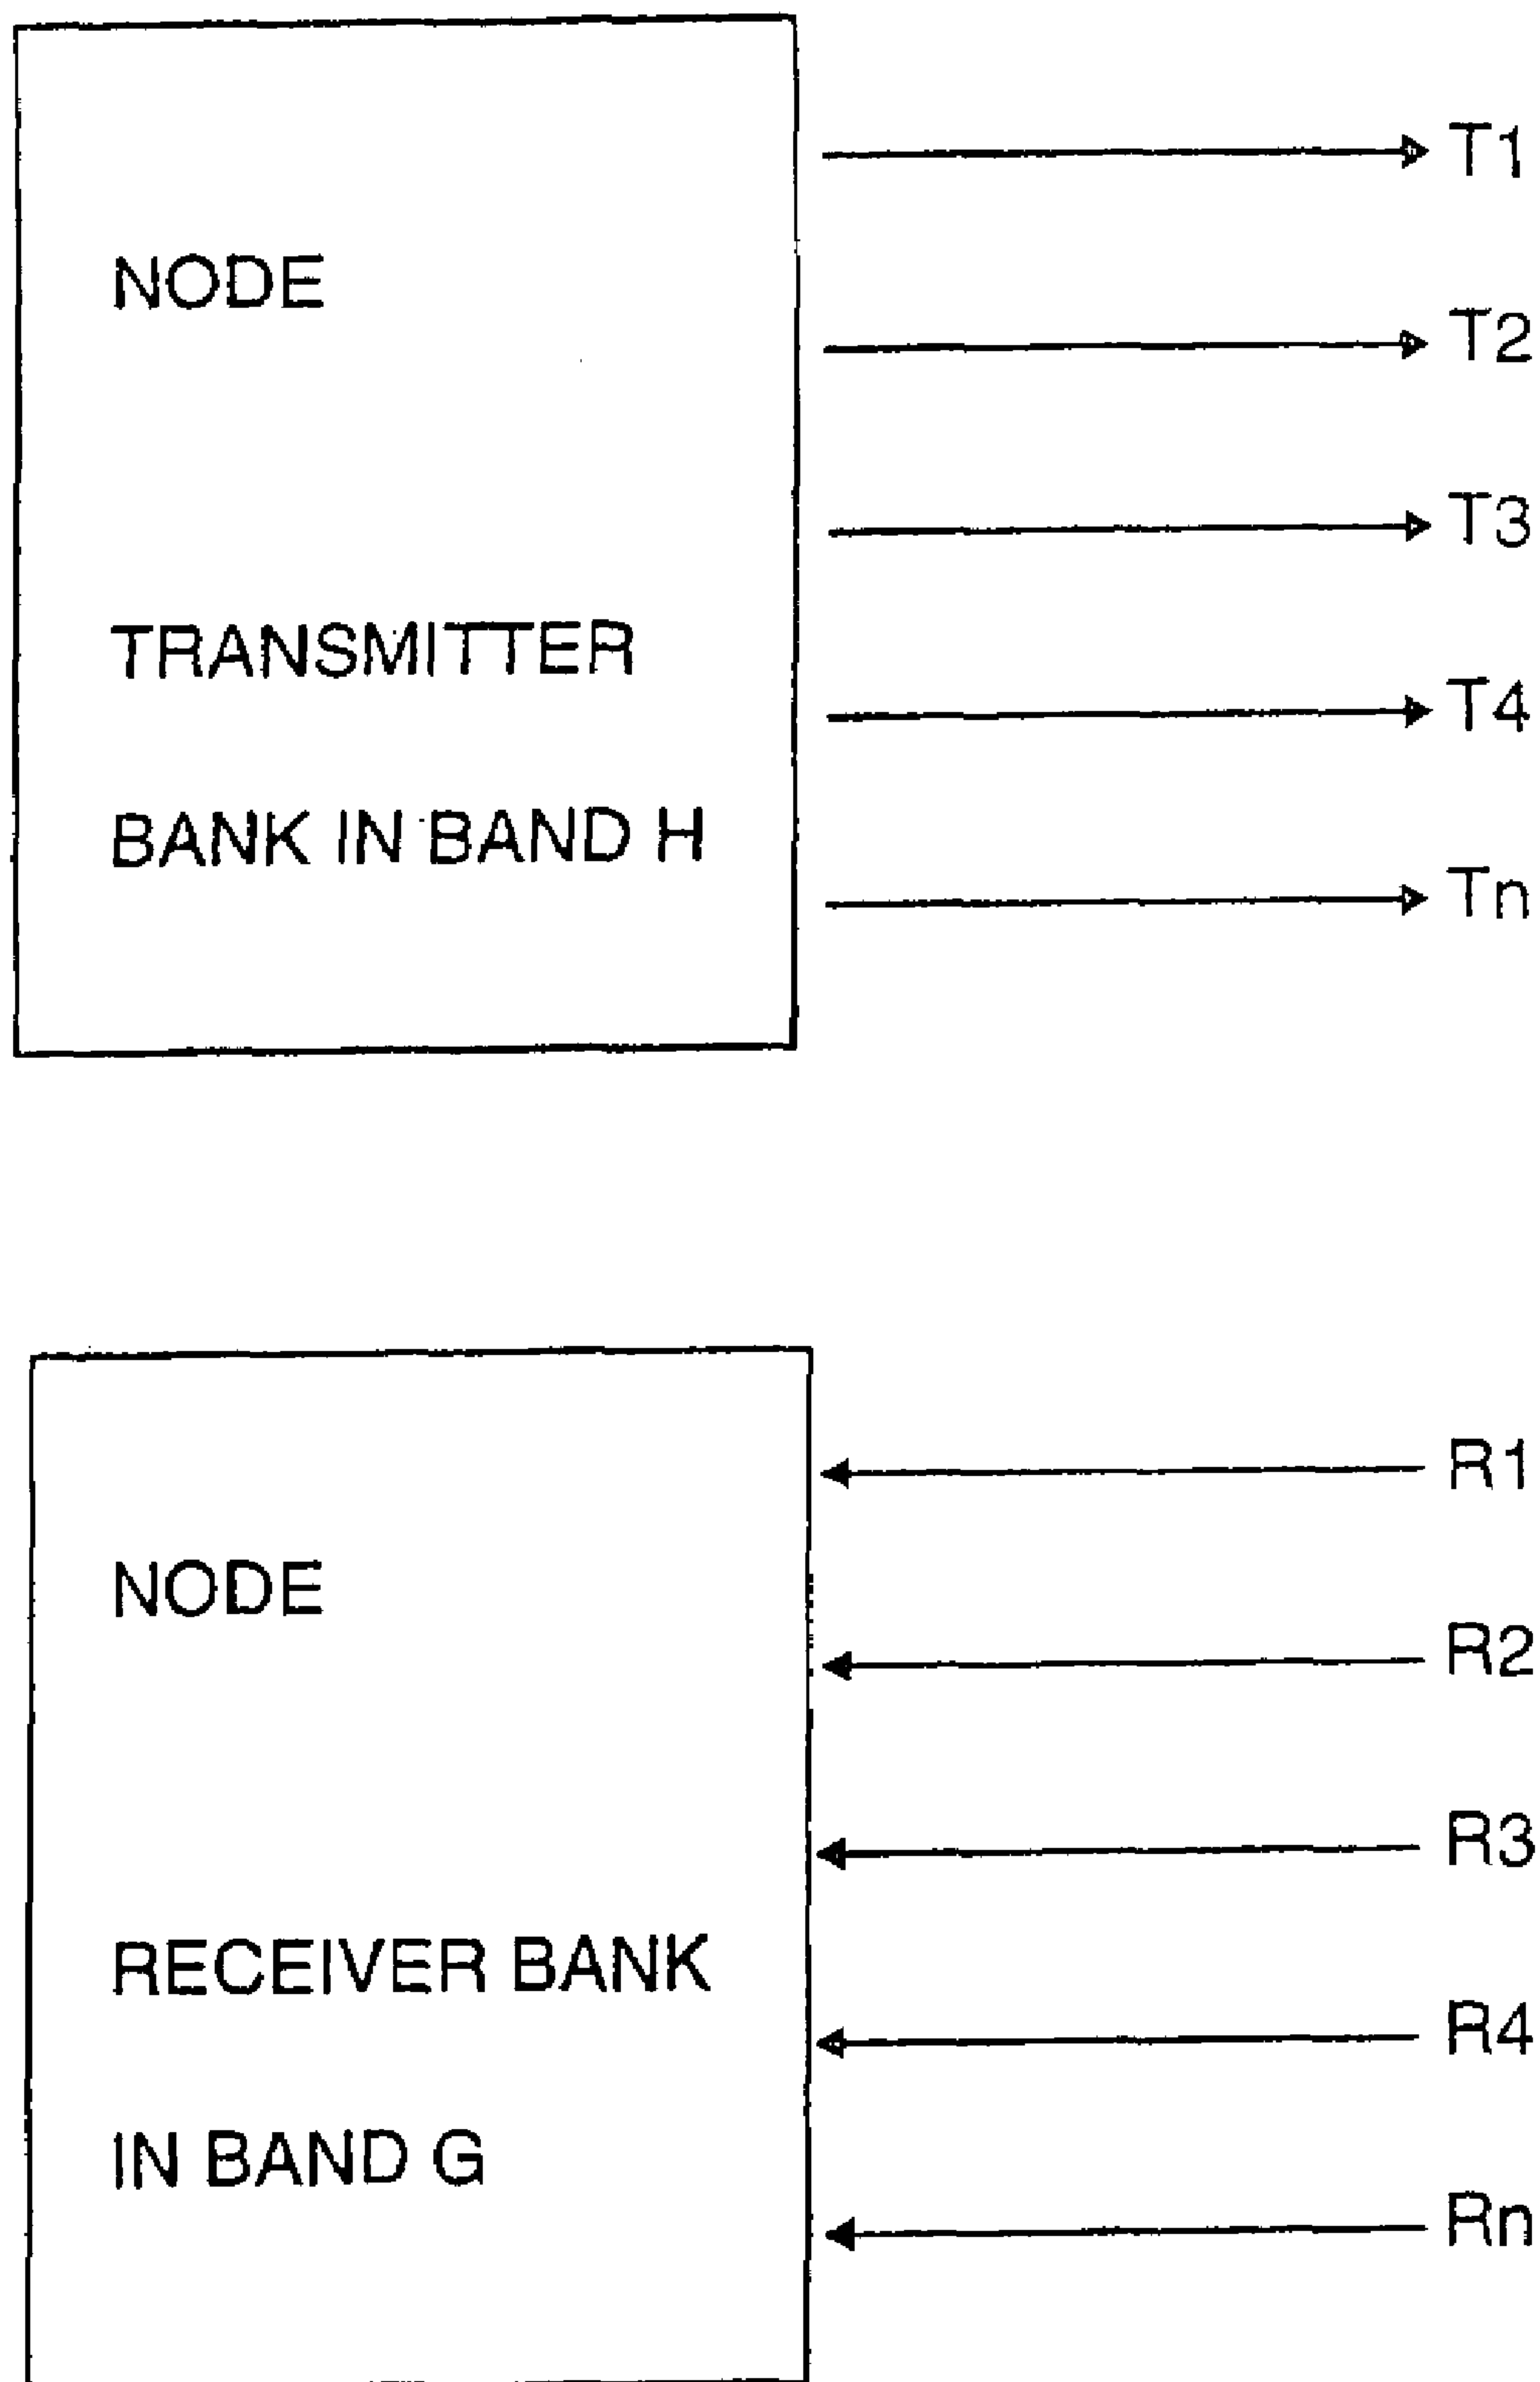 T1
NODE
T2
T3
TRANSMITTER
T4
BANK IN BAND H
Tn
R1
NODE
R2
R3
RECEIVER BANK
R4
IN BAND G
Rn